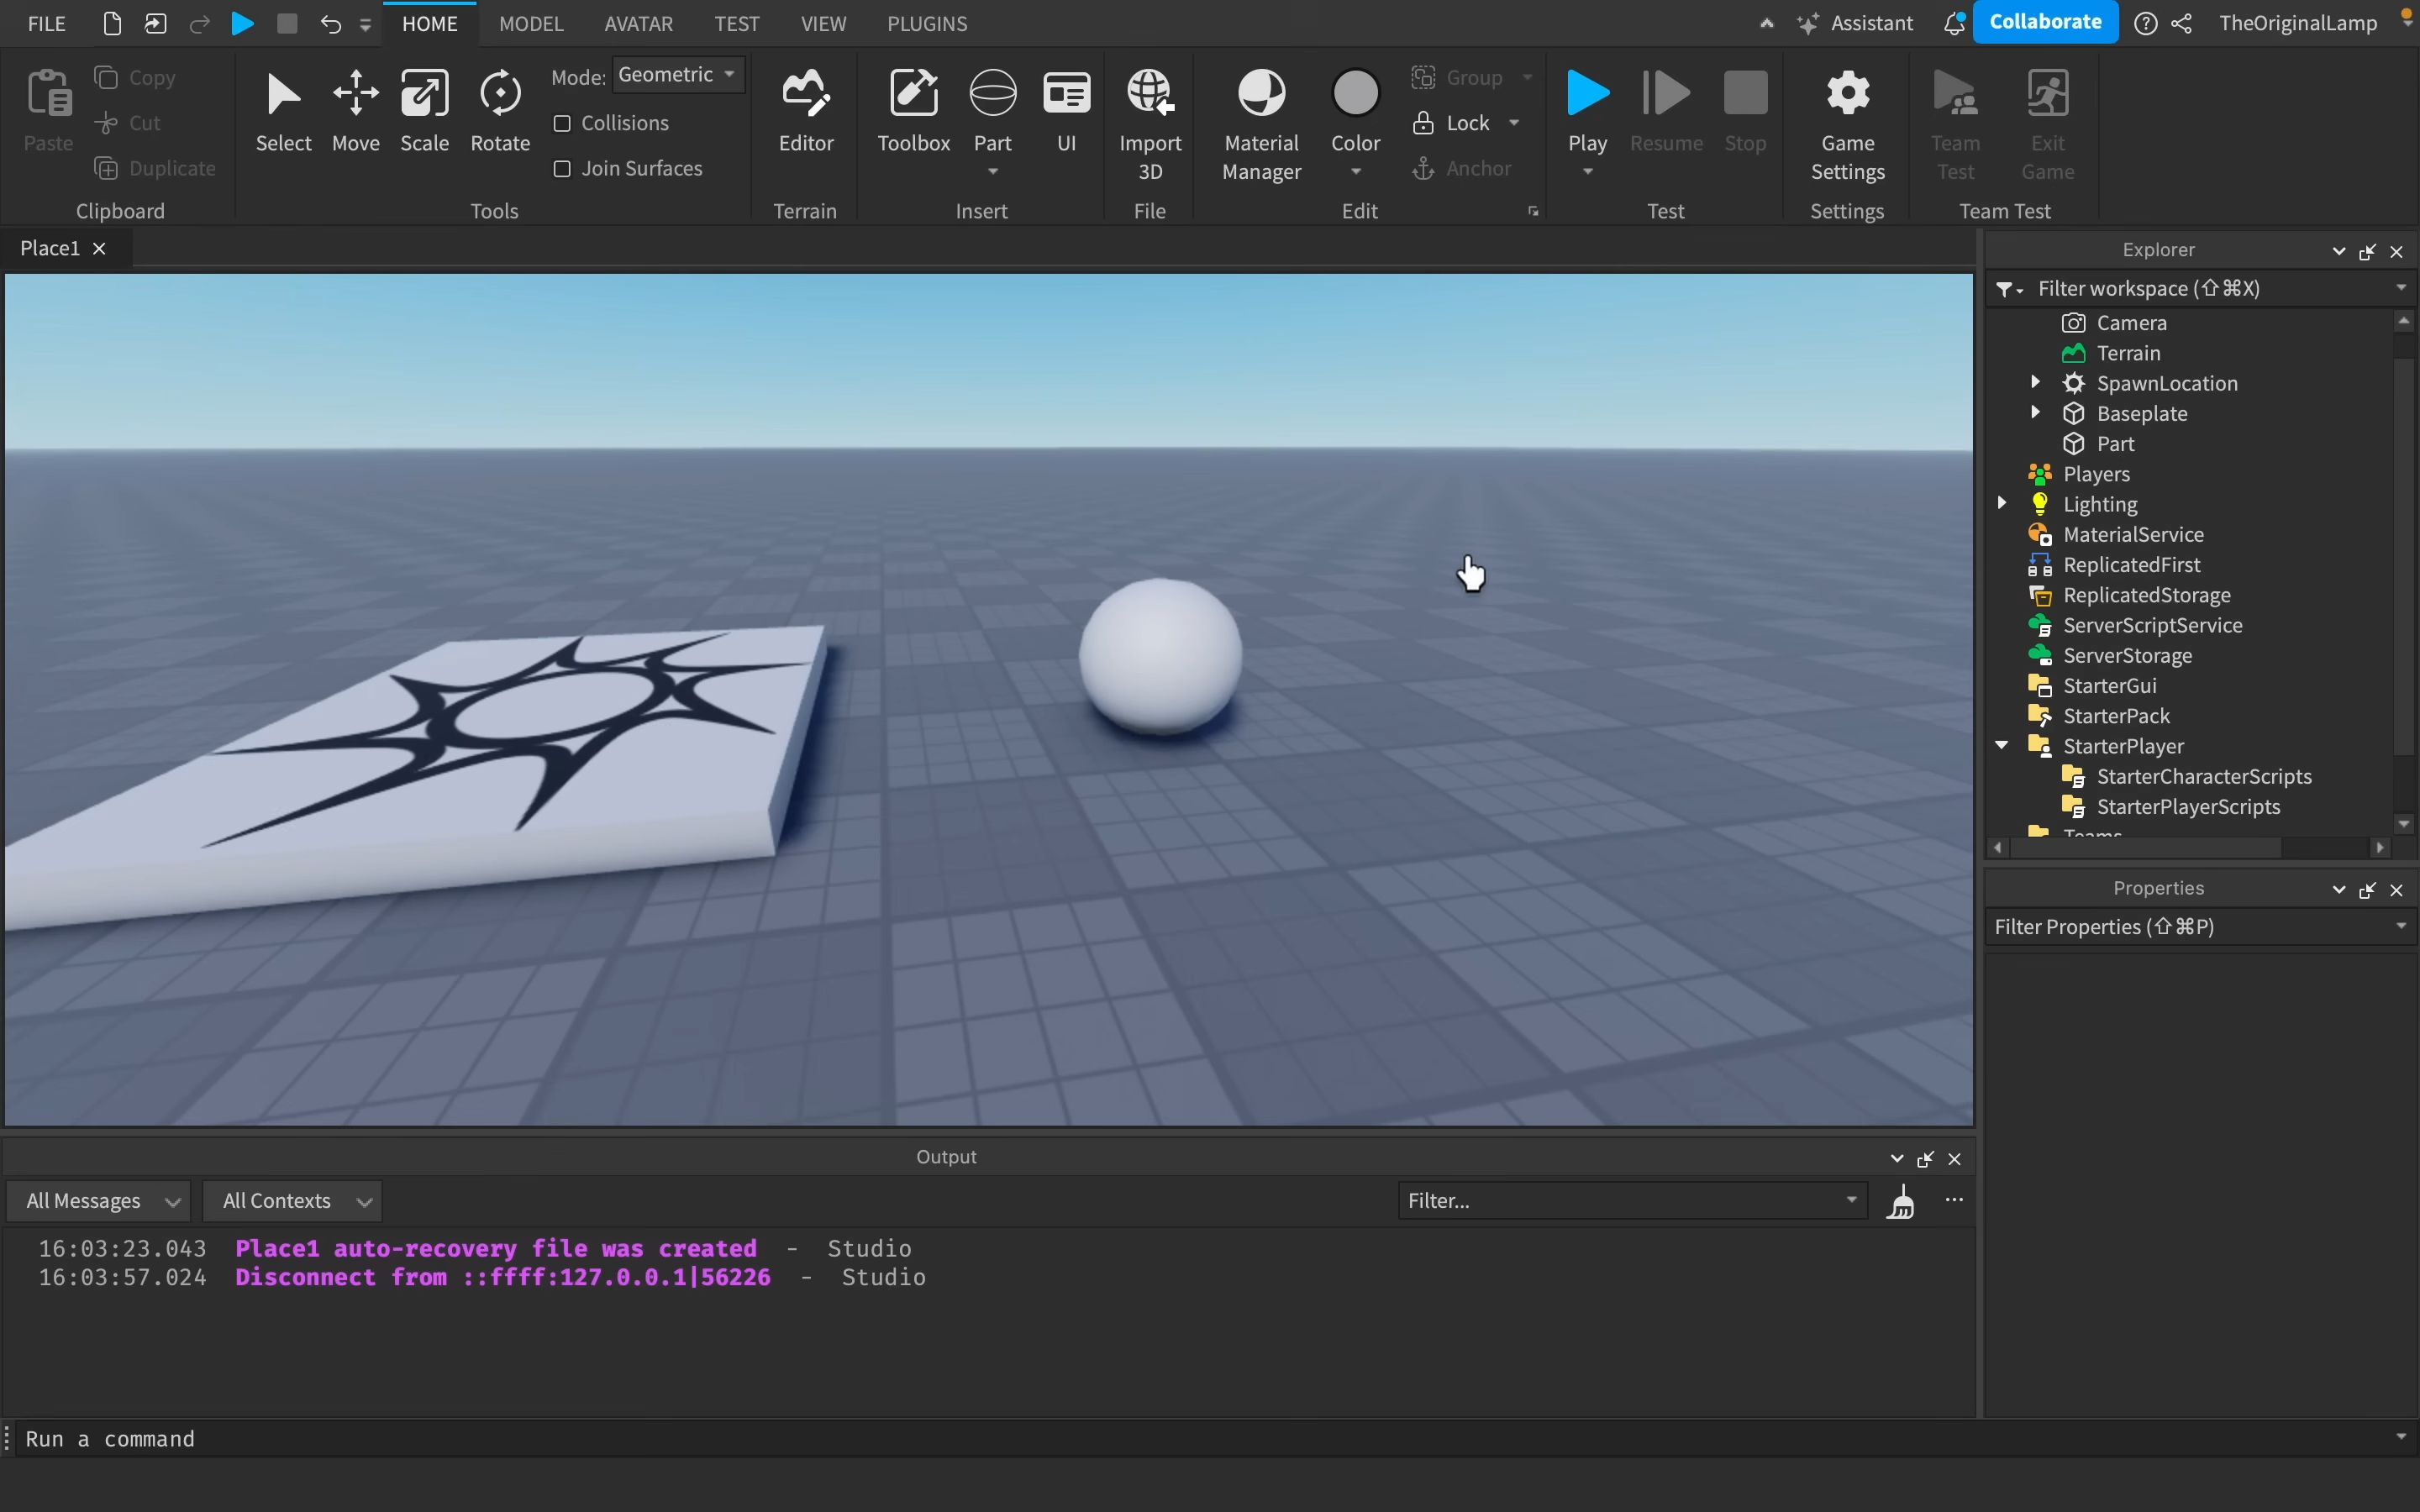 FILE HOME MODEL AVATAR TEST VIEW PLUGINS Assistant Collaborate TheOriginalLamp
Paste Copy Cut Duplicate
Clipboard
Select Move Scale Rotate
Mode: Geometric
Collisions
Join Surfaces
Tools
Editor
Terrain
Toolbox Part UI
Insert
Import 3D
File
Material Manager
Color
Group
Lock
Anchor
Edit
Play Resume Stop
Test
Game Settings
Settings
Team Test
Exit Game
Team Test
Place1
Explorer
Filter workspace (⇧⌘X)
Camera
Terrain
SpawnLocation
Baseplate
Part
Players
Lighting
MaterialService
ReplicatedFirst
ReplicatedStorage
ServerScriptService
ServerStorage
StarterGui
StarterPack
StarterPlayer
StarterCharacterScripts
StarterPlayerScripts
Teams
Properties
Filter Properties (⇧⌘P)
Output
All Messages All Contexts Filter...
16:03:23.043 Place1 auto-recovery file was created - Studio
16:03:57.024 Disconnect from ::ffff:127.0.0.1|56226 - Studio
Run a command